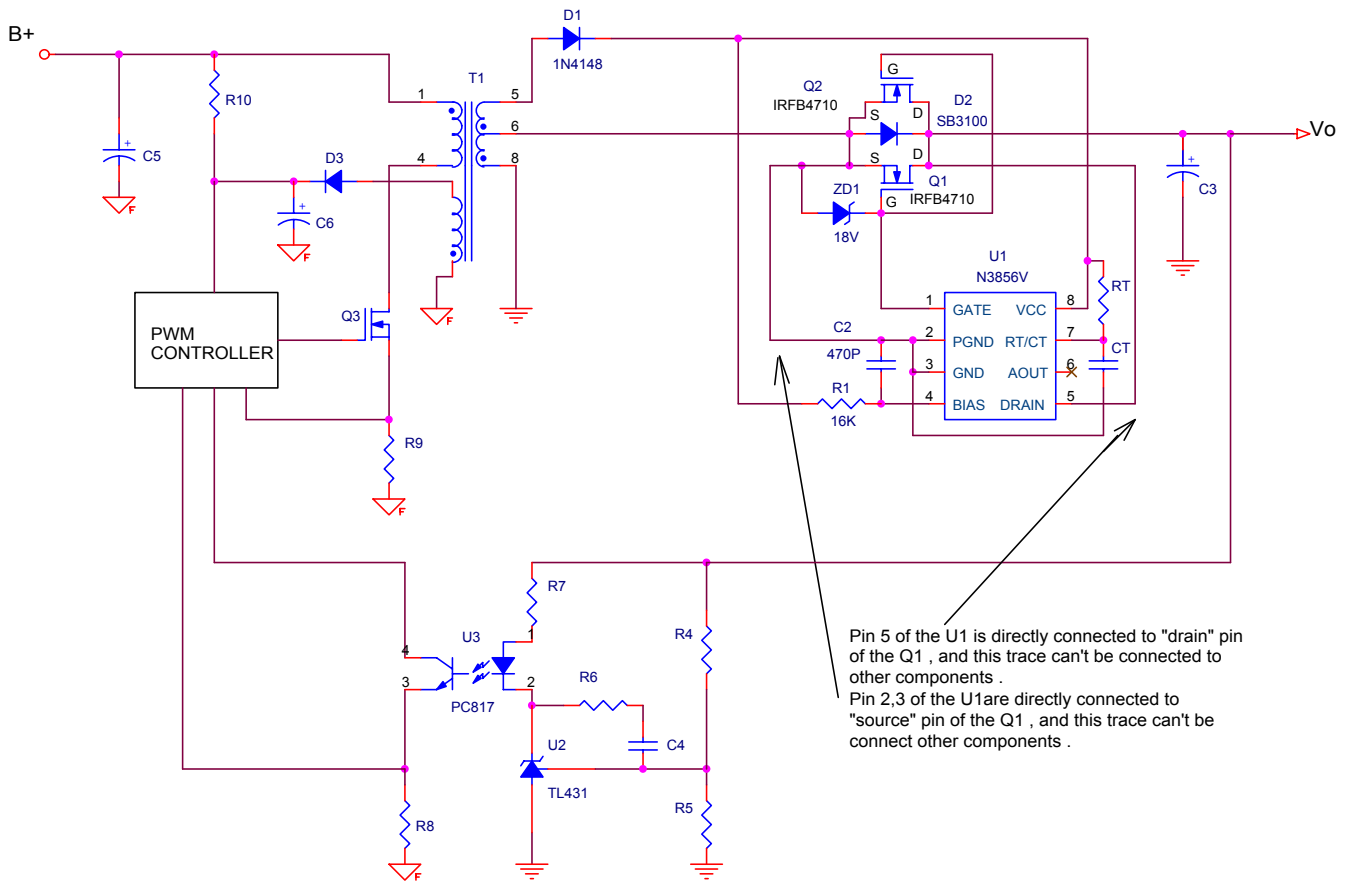 B+
D1
1N4148
T1
R10
1
5
6
4
8
C5
+
D3
C6
+
F
F
F
Q2
IRFB4710
G
S
D
D2
SB3100
Vo
S
D
G
Q1
IRFB4710
ZD1
18V
C3
+
U1
N3856V
1 GATE VCC 8
2 PGND RT/CT 7
3 GND AOUT 6
4 BIAS DRAIN 5
RT
CT
C2
470P
R1
16K
PWM
CONTROLLER
Q3
R9
F
R7
U3
4
3
1
2
PC817
R4
R6
C4
U2
TL431
R5
R8
F
Pin 5 of the U1 is directly connected to "drain" pin
of the Q1 , and this trace can't be connected to
other components .
Pin 2,3 of the U1are directly connected to
"source" pin of the Q1 , and this trace can't be
connect other components .